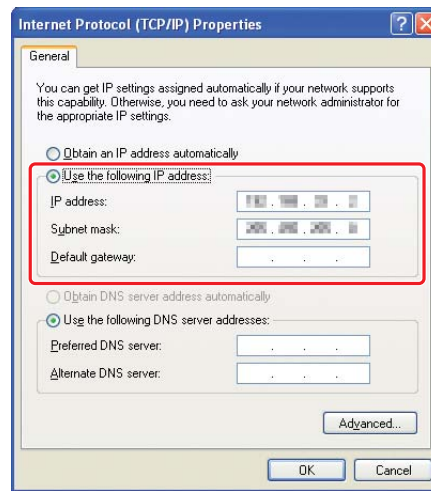 Internet Protocol (TCP/IP) Properties
General
You can get IP settings assigned automatically if your network supports
this capability. Otherwise, you need to ask your network administrator for
the appropriate IP settings.
Obtain an IP address automatically
Use the following IP address:
IP address:
Subnet mask:
Default gateway:
Obtain DNS server address automatically
Use the following DNS server addresses:
Preferred DNS server:
Alternate DNS server:
Advanced...
OK
Cancel